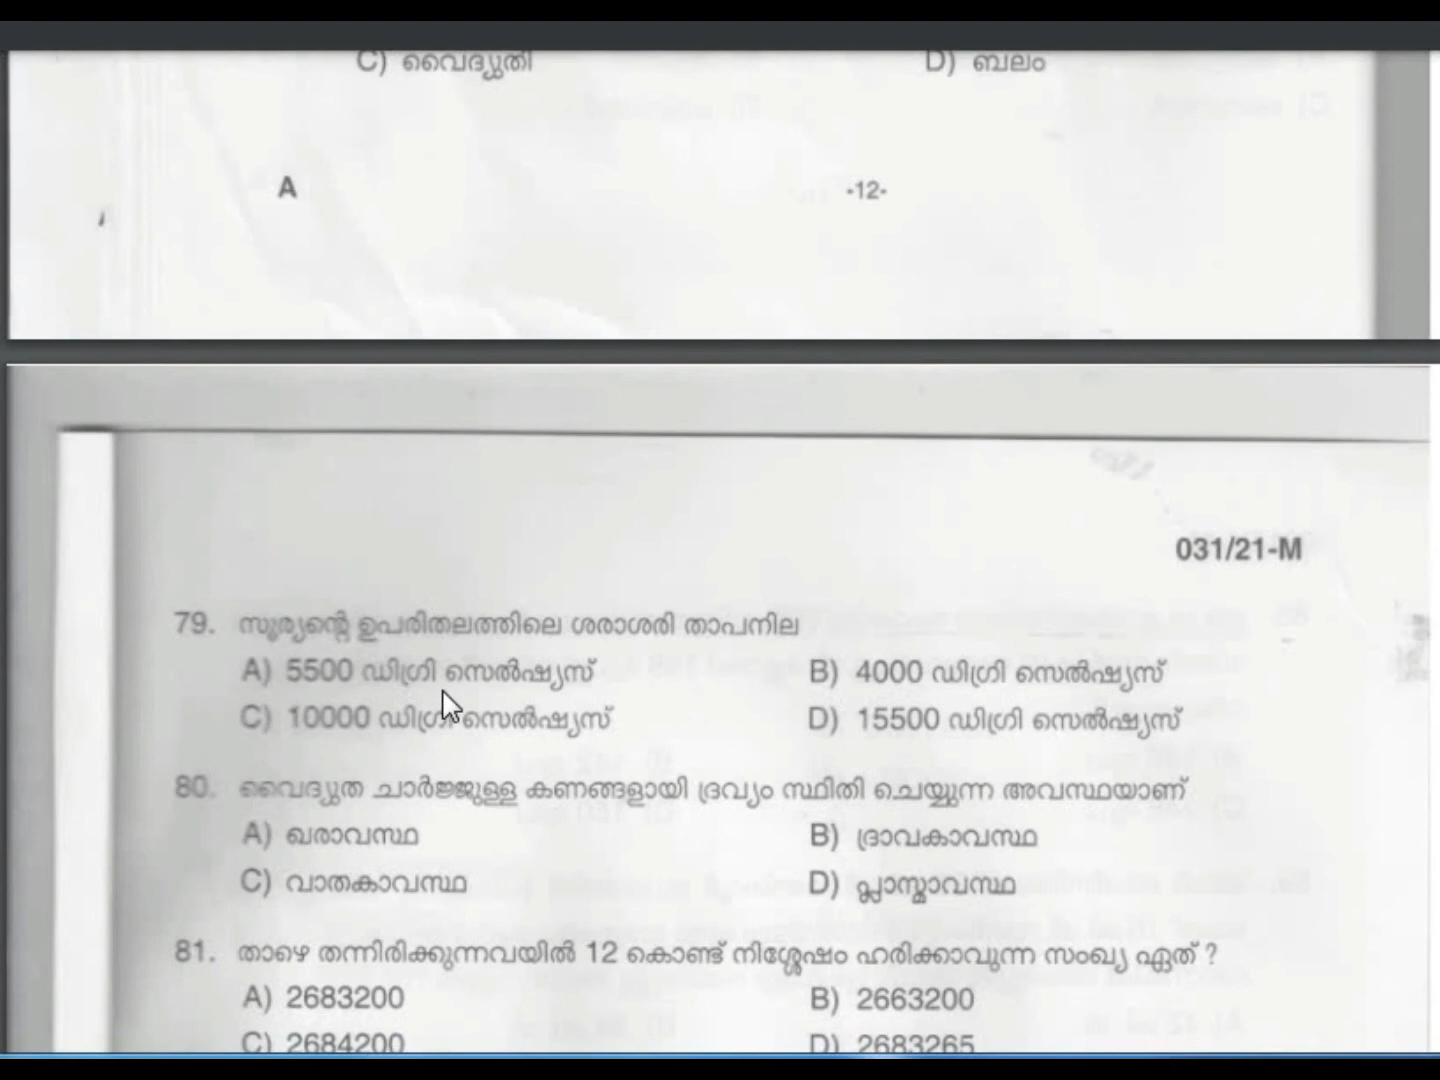 C) വൈദ്യുതി D) ബലം
A -12-
031/21-M
79. സൂര്യന്റെ ഉപരിതലത്തിലെ ശരാശരി താപനില
A) 5500 ഡിഗ്രി സെൽഷ്യസ് B) 4000 ഡിഗ്രി സെൽഷ്യസ്
C) 10000 ഡിഗ്രി സെൽഷ്യസ് D) 15500 ഡിഗ്രി സെൽഷ്യസ്
80. വൈദ്യുത ചാർജ്ജുള്ള കണങ്ങളായി ദ്രവ്യം സ്ഥിതി ചെയ്യുന്ന അവസ്ഥയാണ്
A) ഖരാവസ്ഥ B) ദ്രാവകാവസ്ഥ
C) വാതകാവസ്ഥ D) പ്ലാസ്മാവസ്ഥ
81. താഴെ തന്നിരിക്കുന്നവയിൽ 12 കൊണ്ട് നിശ്ശേഷം ഹരിക്കാവുന്ന സംഖ്യ ഏത് ?
A) 2683200 B) 2663200
C) 2684200 D) 2683265